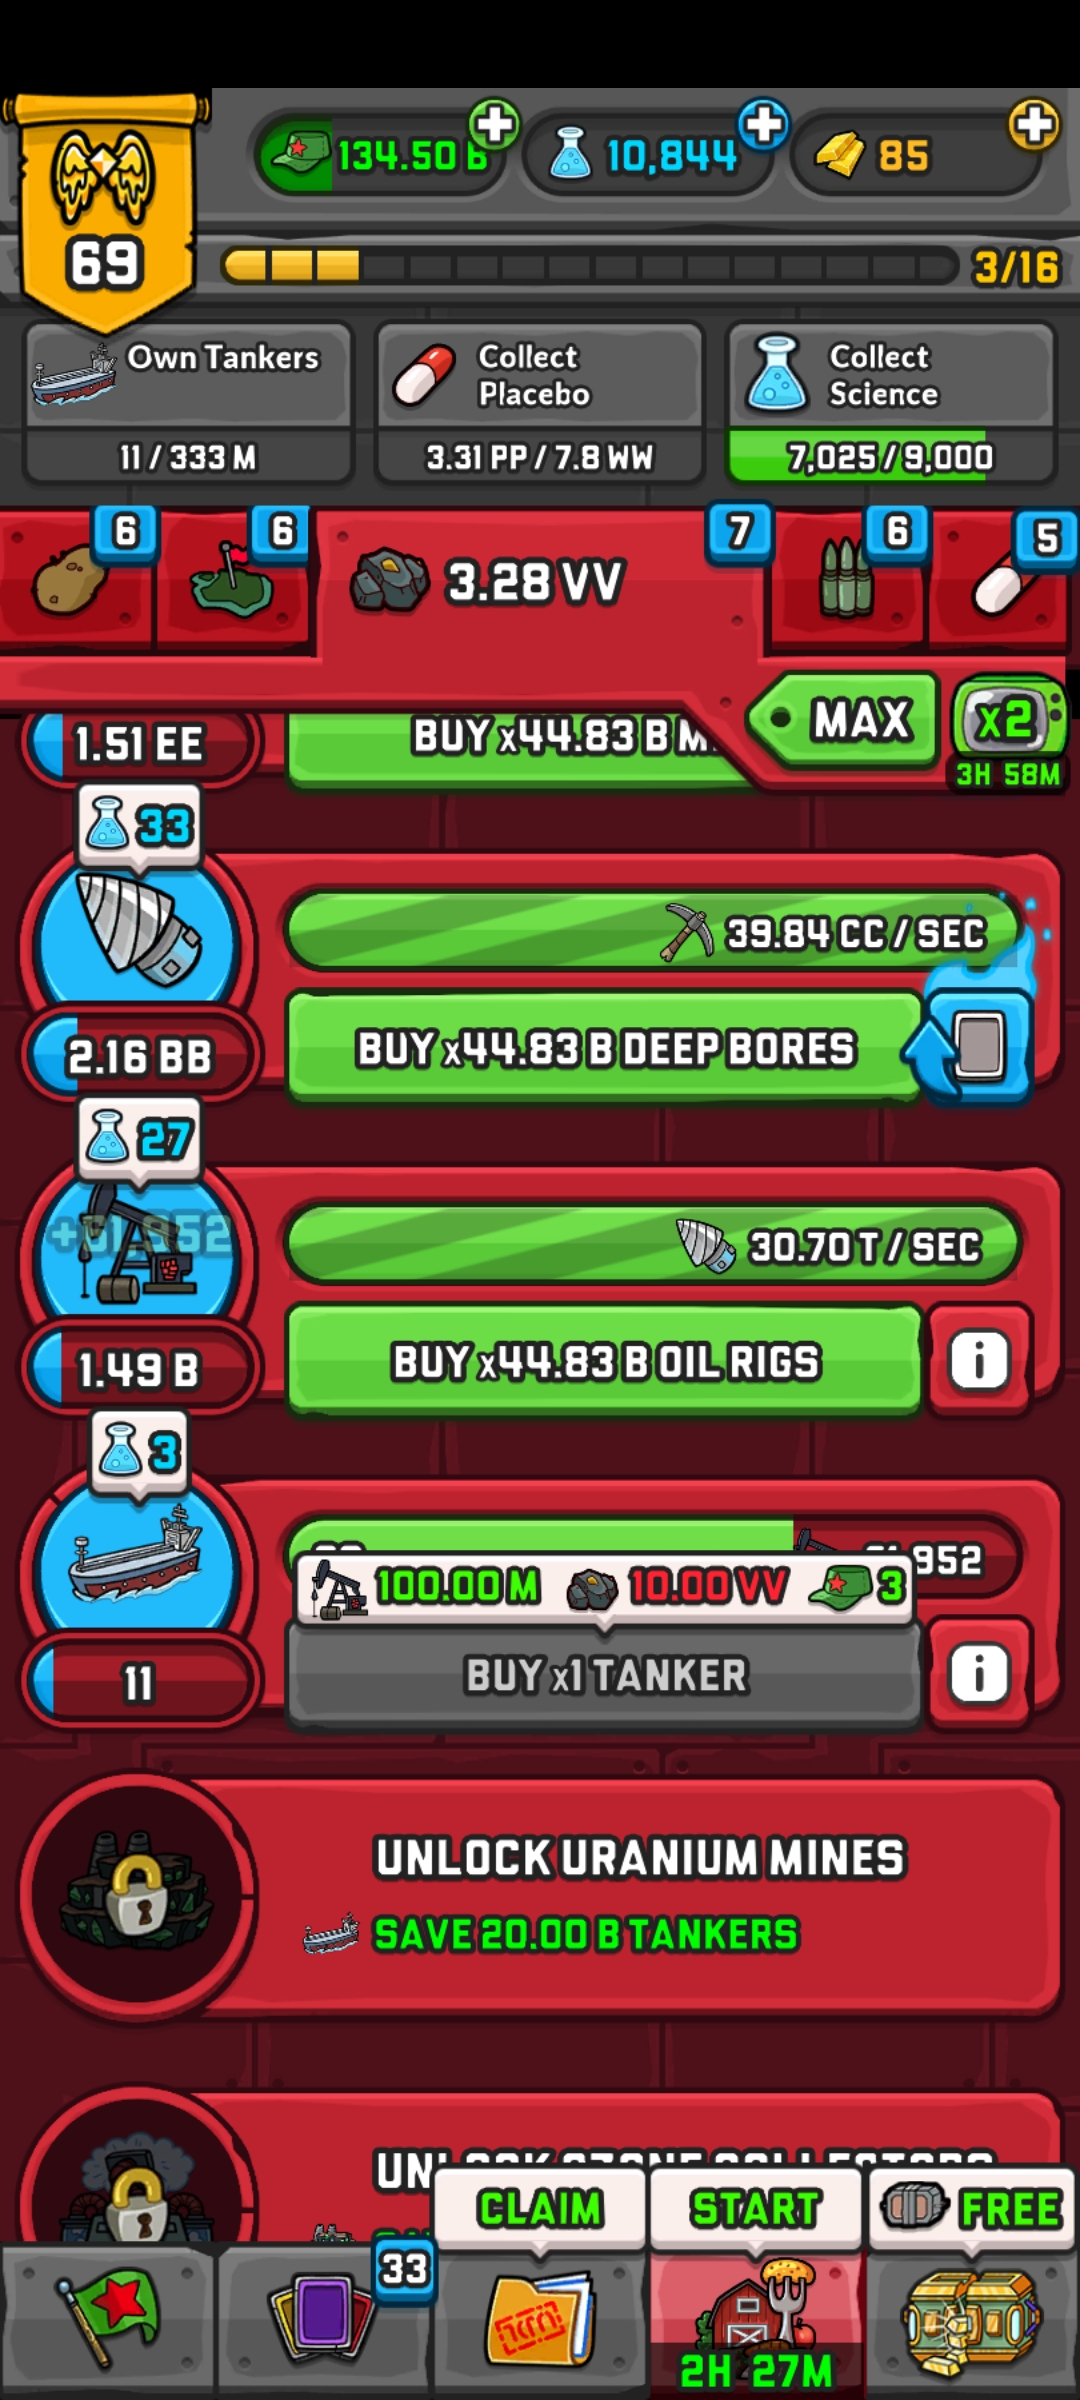 134.50 B
10,844
85
69
3/16
Own Tankers
11 / 333 M
Collect
Placebo
3.31 PP / 7.8 WW
Collect
Science
7,025 / 9,000
6
6
3.28 VV
7
6
5
MAX
x2
3H 58M
1.51 EE
BUY x44.83 B M...
33
39.84 CC / SEC
2.16 BB
BUY x44.83 B DEEP BORES
27
+61,952
30.70 T / SEC
1.49 B
BUY x44.83 B OIL RIGS
3
952
100.00 M
10.00 VV
3
11
BUY x1 TANKER
UNLOCK URANIUM MINES
SAVE 20.00 B TANKERS
CLAIM
START
FREE
33
2H 27M